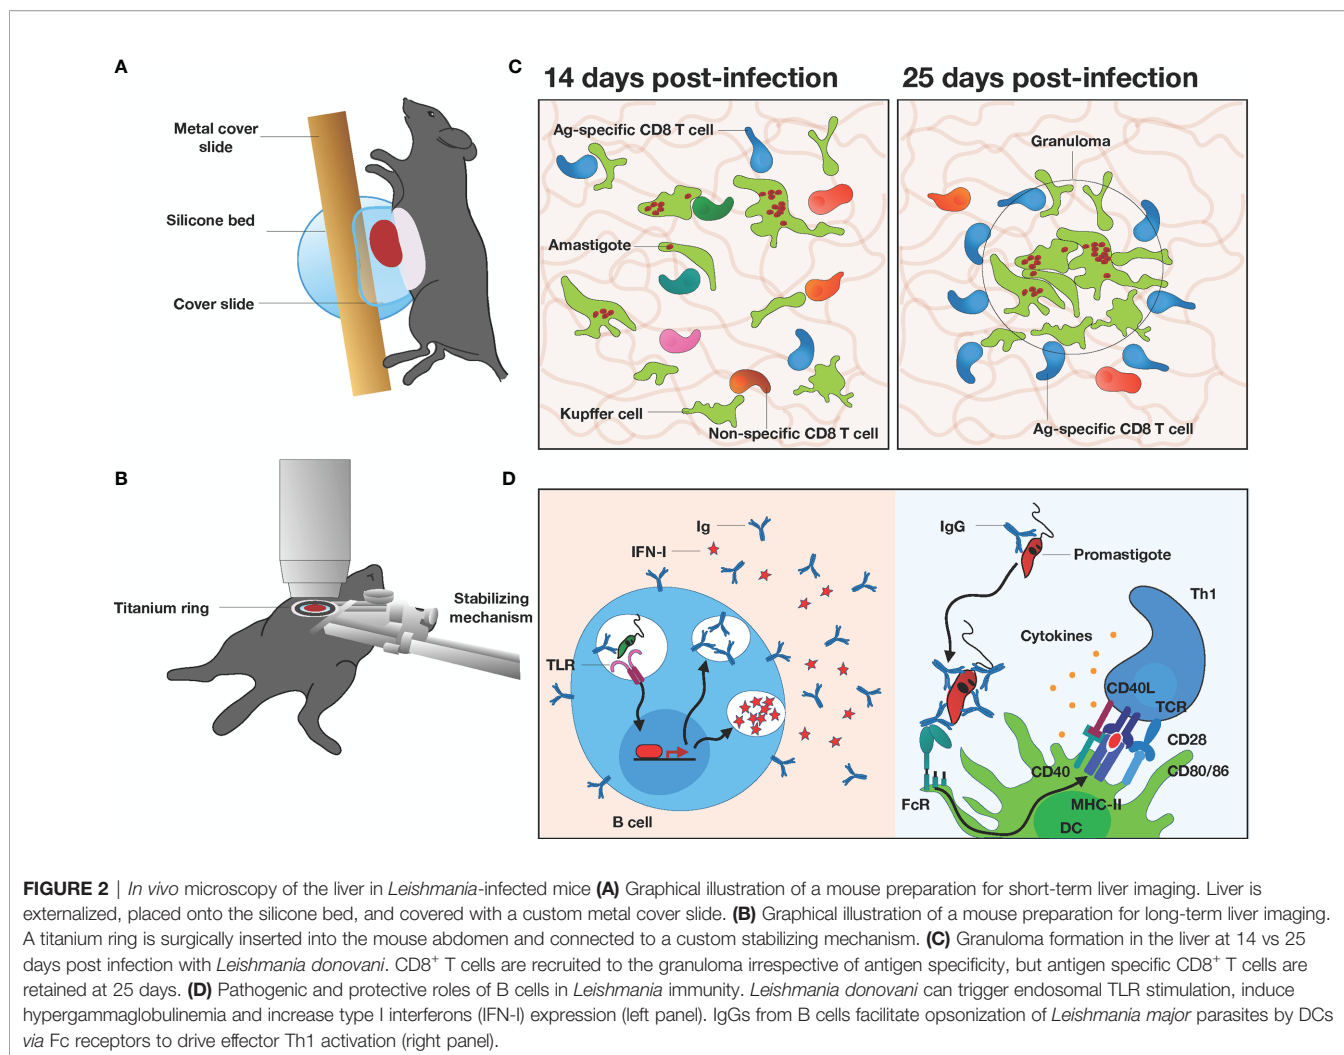 A
Metal cover
slide
Silicone bed
Cover slide
B
Titanium ring
Stabilizing
mechanism
C
14 days post-infection
25 days post-infection
Ag-specific CD8 T cell
Amastigote
Kupffer cell
Non-specific CD8 T cell
Granuloma
Ag-specific CD8 T cell
D
Ig
IFN-I
TLR
B cell
IgG
Promastigote
Th1
Cytokines
CD40L
TCR
CD28
CD40
CD80/86
FcR
MHC-II
DC
FIGURE 2 | In vivo microscopy of the liver in Leishmania-infected mice (A) Graphical illustration of a mouse preparation for short-term liver imaging. Liver is
externalized, placed onto the silicone bed, and covered with a custom metal cover slide. (B) Graphical illustration of a mouse preparation for long-term liver imaging.
A titanium ring is surgically inserted into the mouse abdomen and connected to a custom stabilizing mechanism. (C) Granuloma formation in the liver at 14 vs 25
days post infection with Leishmania donovani. CD8+ T cells are recruited to the granuloma irrespective of antigen specificity, but antigen specific CD8+ T cells are
retained at 25 days. (D) Pathogenic and protective roles of B cells in Leishmania immunity. Leishmania donovani can trigger endosomal TLR stimulation, induce
hypergammaglobulinemia and increase type I interferons (IFN-I) expression (left panel). IgGs from B cells facilitate opsonization of Leishmania major parasites by DCs
via Fc receptors to drive effector Th1 activation (right panel).